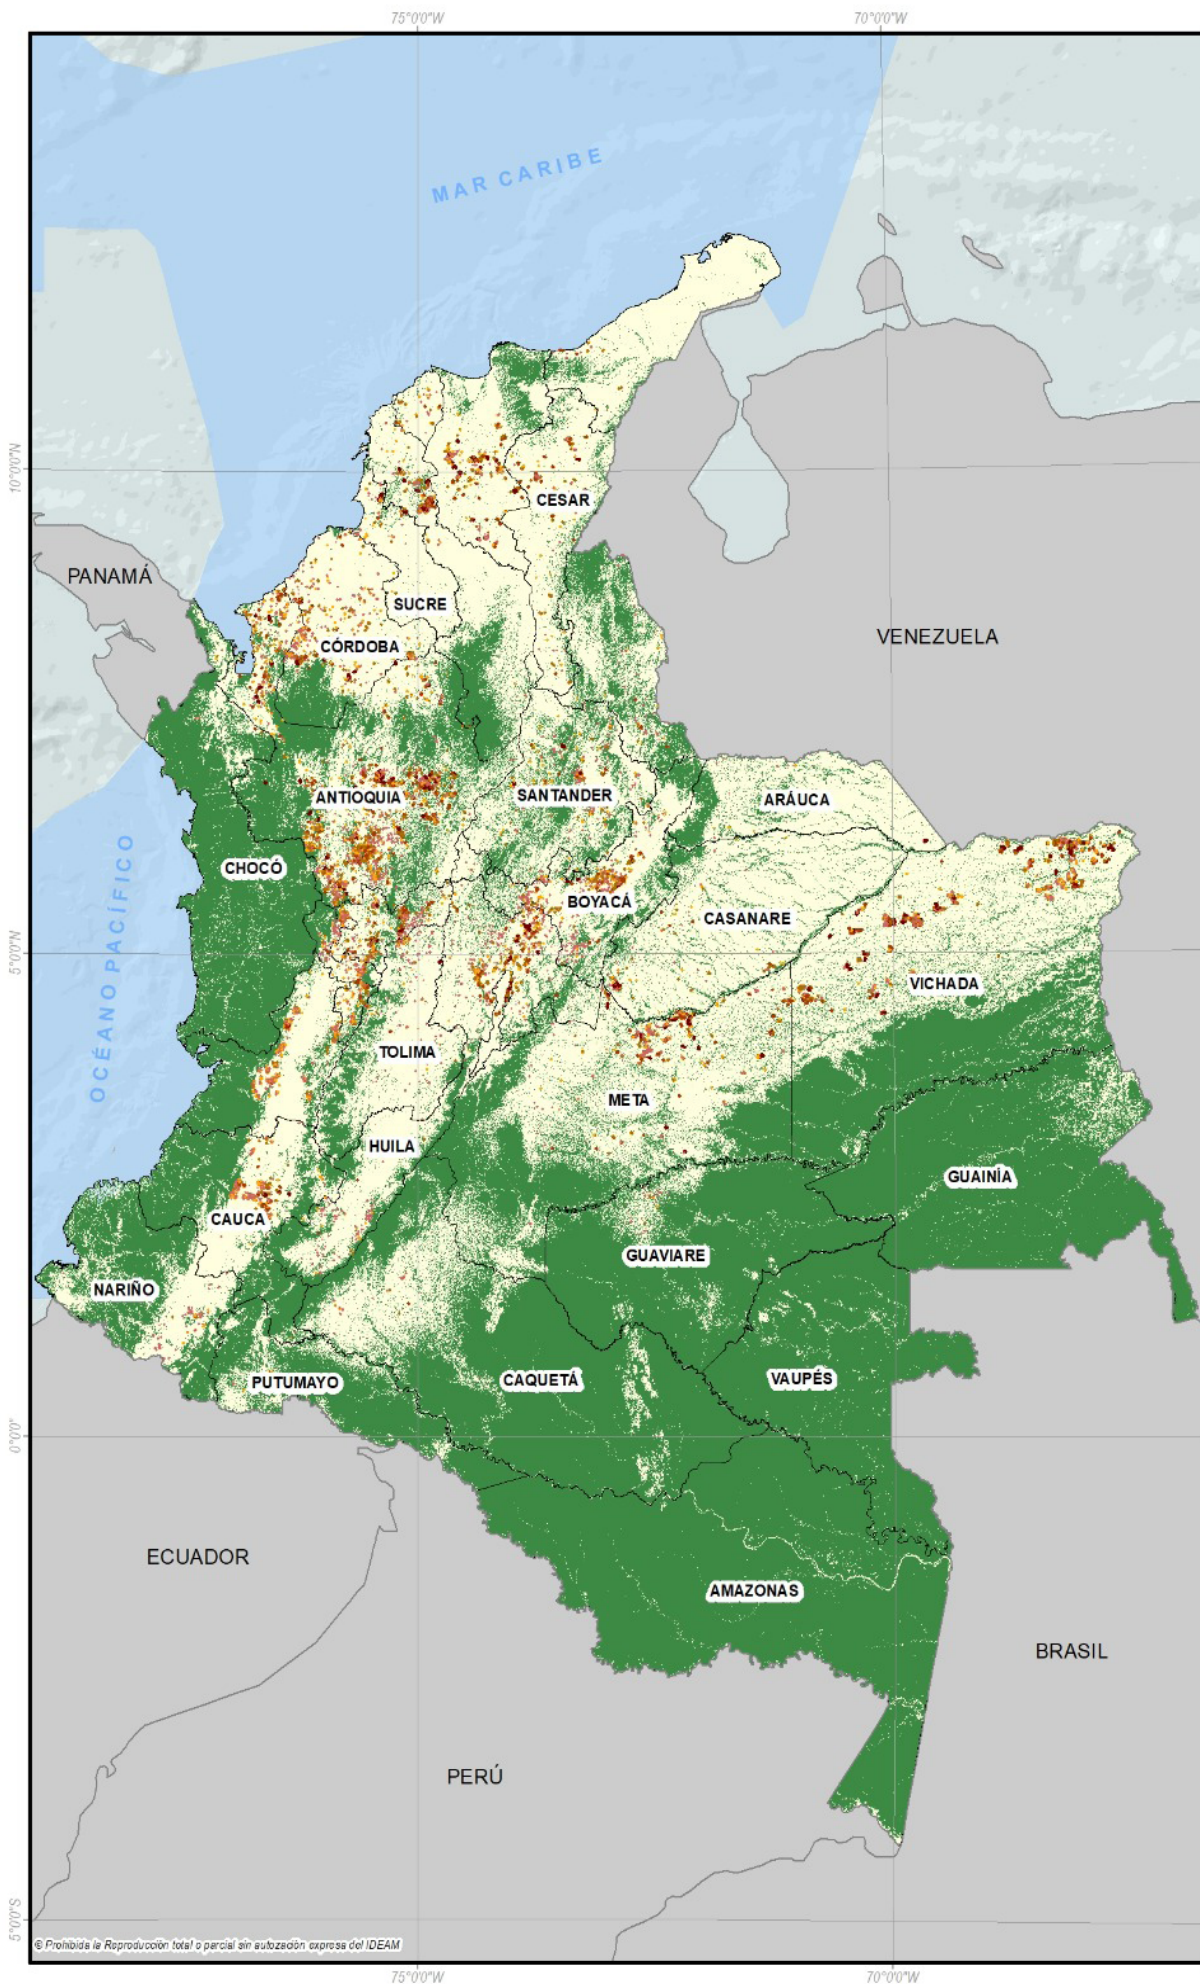 75°0'0"W
70°0'0"W
MAR CARIBE
10°0'0"N
CESAR
PANAMÁ
SUCRE
VENEZUELA
CÓRDOBA
ANTIOQUIA
SANTANDER
ARÁUCA
CHOCÓ
BOYACÁ
CASANARE
OCÉANO PACÍFICO
5°0'0"N
VICHADA
TOLIMA
META
HUILA
GUAINÍA
CAUCA
GUAVIARE
NARIÑO
PUTUMAYO
CAQUETÁ
VAUPÉS
0°0'0"
ECUADOR
AMAZONAS
BRASIL
PERÚ
5°0'0"S
© Prohibida la Reproducción total o parcial sin autozación expresa del IDEAM
75°0'0"W
70°0'0"W